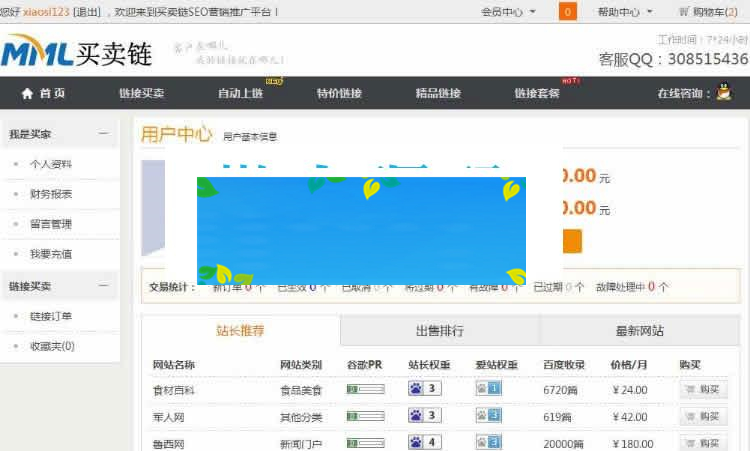 您好 xiaosi123 [退出] ，欢迎来到买卖链SEO营销推广平台！ 会员中心 0 帮助中心 购物车(2)
MML买卖链 客户在哪儿
成就链接就在哪儿！
工作时间：7*24小时
客服QQ：308515436
首 页 链接买卖 自动上链 特价链接 精品链接 链接套餐 HOT! 在线咨询：
我是买家
个人资料
财务报表
留言管理
我要充值
链接买卖
链接订单
收藏夹(0)
用户中心 用户基本信息
0.00 元
0.00 元
交易统计： 新订单 0 个 已生效 0 个 已取消 0 个 将过期 0 个 有故障 0 个 已过期 0 个 故障处理中 0 个
站长推荐 出售排行 最新网站
网站名称 网站类别 谷歌PR 站长权重 爱站权重 百度收录 价格/月 购买
食材百科 食品美食 3 1 6720篇 ￥24.00 购买
军人网 其他分类 3 3 619篇 ￥42.00 购买
鲁西网 新闻门户 4 3 20000篇 ￥180.00 购买